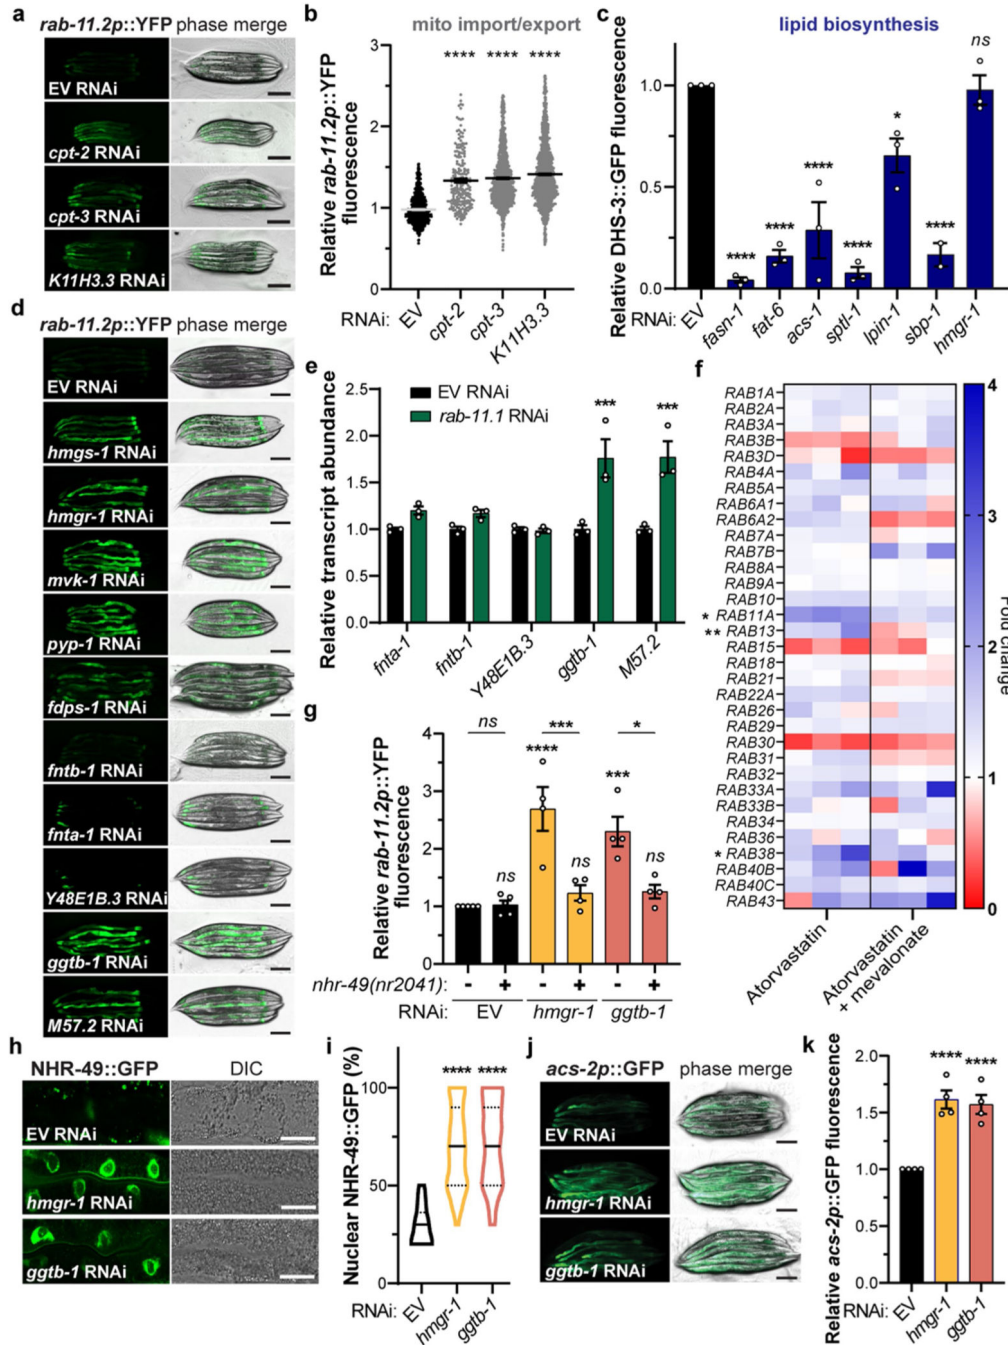 a
rab-11.2p::YFP phase merge
EV RNAi
cpt-2 RNAi
cpt-3 RNAi
K11H3.3 RNAi
b
mito import/export
Relative rab-11.2p::YFP
fluorescence
3
2
1
0
**** **** ****
RNAi: EV cpt-2 cpt-3 K11H3.3
c
lipid biosynthesis
Relative DHS-3::GFP fluorescence
1.0
0.5
0.0
**** **** **** **** * **** ns
RNAi: EV fasn-1 fat-6 acs-1 sptl-1 lpin-1 sbp-1 hmgr-1
d
rab-11.2p::YFP phase merge
EV RNAi
hmgs-1 RNAi
hmgr-1 RNAi
mvk-1 RNAi
pyp-1 RNAi
fdps-1 RNAi
fntb-1 RNAi
fnta-1 RNAi
Y48E1B.3 RNAi
ggtb-1 RNAi
M57.2 RNAi
e
EV RNAi
rab-11.1 RNAi
Relative transcript abundance
2.5
2.0
1.5
1.0
0.5
0.0
*** ***
fnta-1 fntb-1 Y48E1B.3 ggtb-1 M57.2
f
RAB1A
RAB2A
RAB3A
RAB3B
RAB3D
RAB4A
RAB5A
RAB6A1
RAB6A2
RAB7A
RAB7B
RAB8A
RAB9A
RAB10
* RAB11A
** RAB13
RAB15
RAB18
RAB21
RAB22A
RAB26
RAB29
RAB30
RAB31
RAB32
RAB33A
RAB33B
RAB34
RAB36
* RAB38
RAB40B
RAB40C
RAB43
Atorvastatin
Atorvastatin
+ mevalonate
4
1
0
Fold change
g
Relative rab-11.2p::YFP
fluorescence
4
3
2
1
0
ns *** *
ns **** ns *** ns
nhr-49(nr2041): - + - + - +
RNAi: EV hmgr-1 ggtb-1
h
NHR-49::GFP DIC
EV RNAi
hmgr-1 RNAi
ggtb-1 RNAi
i
Nuclear NHR-49::GFP (%)
100
50
0
**** ****
RNAi: EV hmgr-1 ggtb-1
j
acs-2p::GFP phase merge
EV RNAi
hmgr-1 RNAi
ggtb-1 RNAi
k
Relative acs-2p::GFP fluorescence
2.0
1.5
1.0
0.5
0.0
**** ****
RNAi: EV hmgr-1 ggtb-1